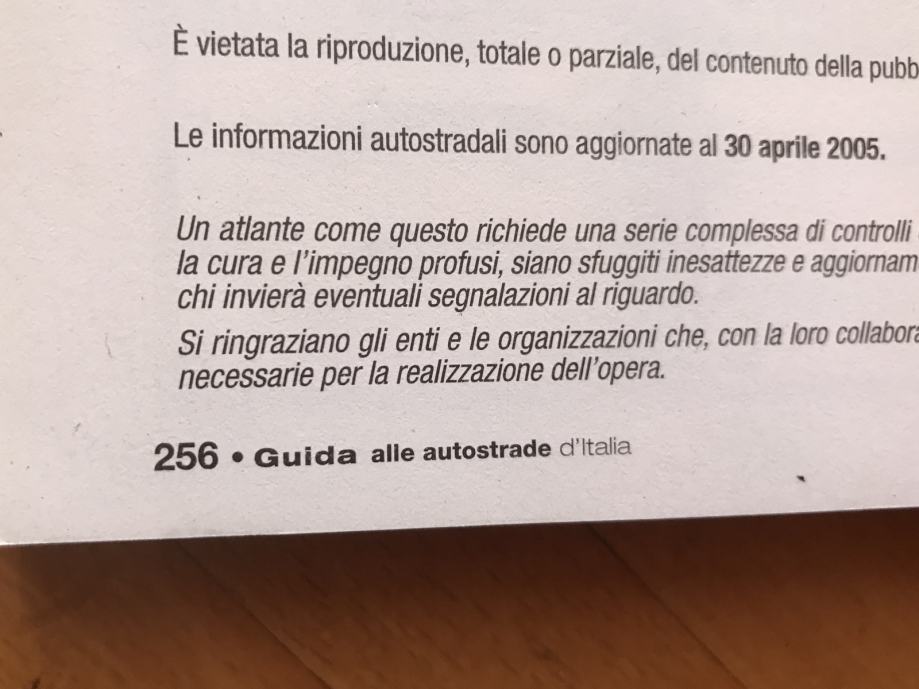 È vietata la riproduzione, totale o parziale, del contenuto della pubb
Le informazioni autostradali sono aggiornate al 30 aprile 2005.
Un atlante come questo richiede una serie complessa di controlli
la cura e l'impegno profusi, siano sfuggiti inesattezze e aggiornam
chi invierà eventuali segnalazioni al riguardo.
Si ringraziano gli enti e le organizzazioni che, con la loro collabora
necessarie per la realizzazione dell'opera.
256 • Guida alle autostrade d'Italia